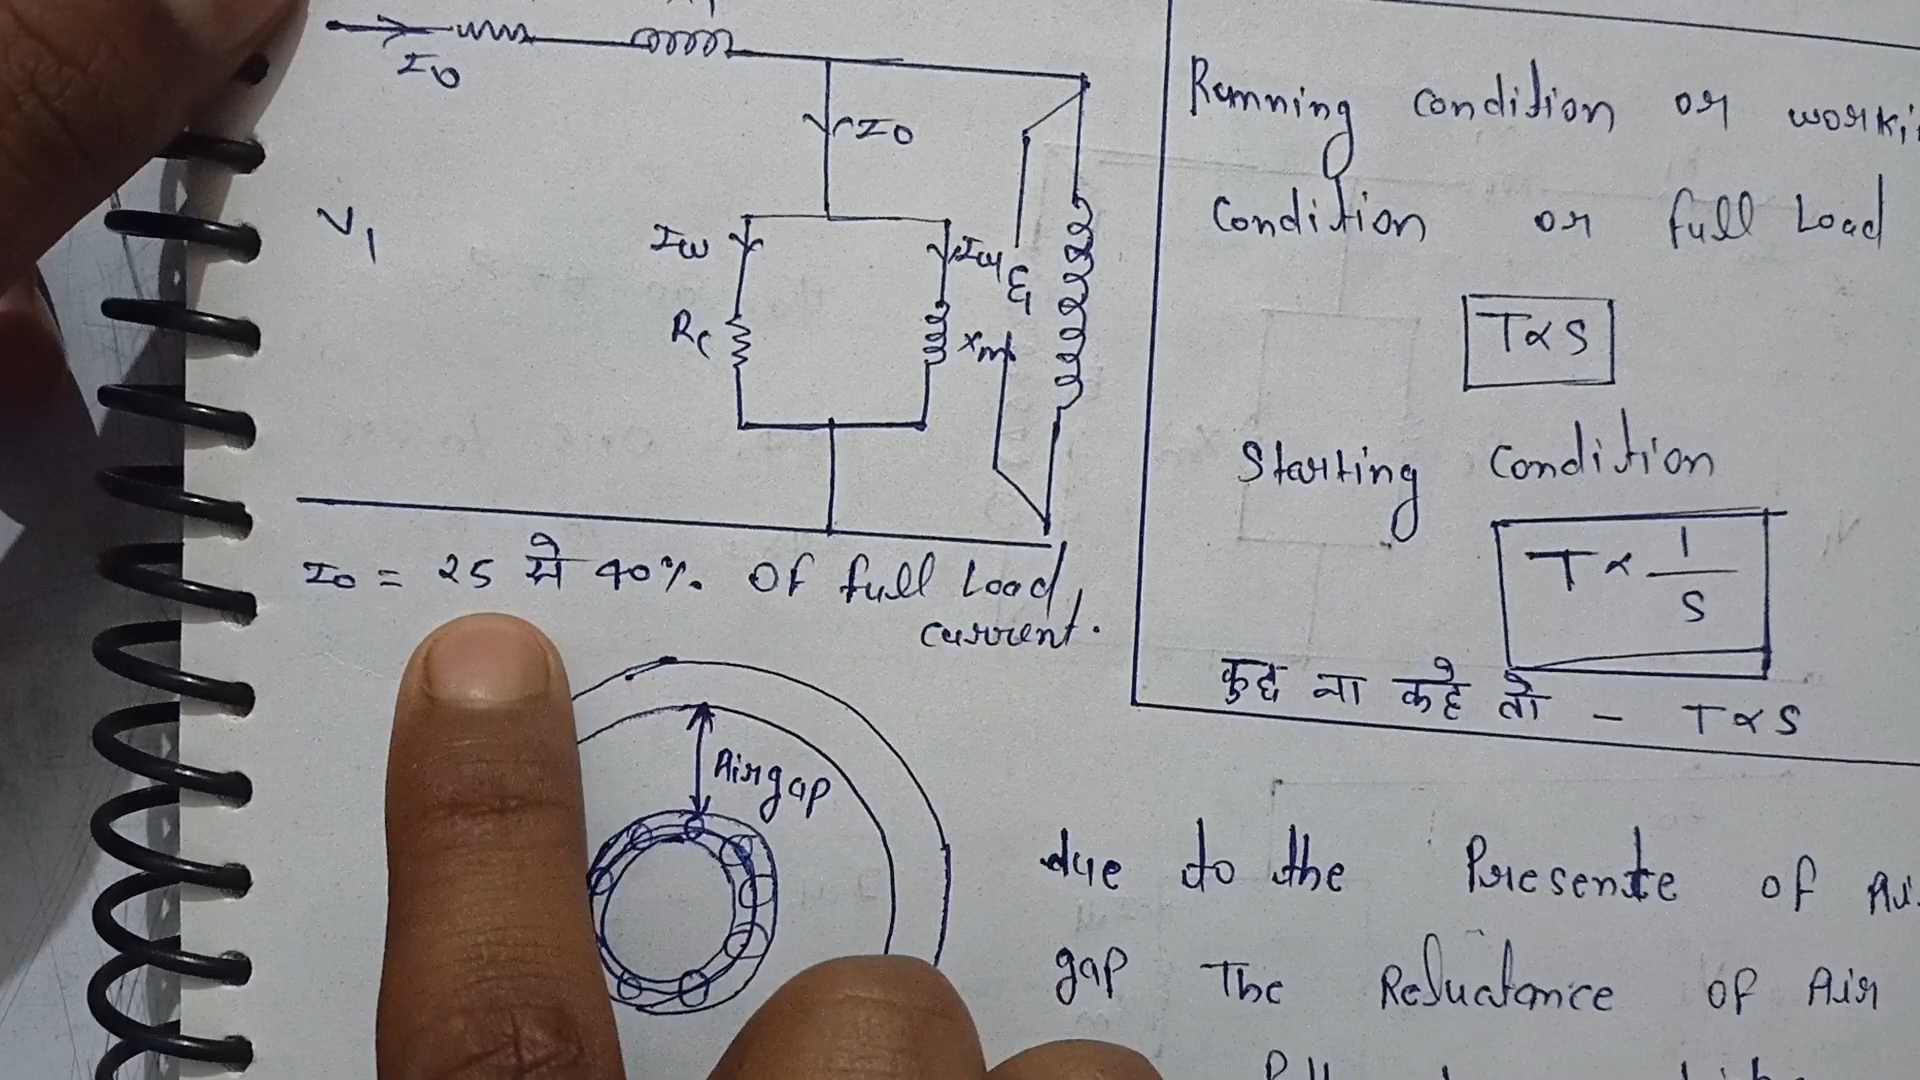 I0
V1
I0
Iw
Iμ
E1
Rc
Xm
I0 = 25 से 40% Of full Load
current.
Airgap
Running condition or
condition or full Load
T∝S
Starting condition
T∝ 1/S
कुछ ना कहे तो - T∝S
due to the Presente of
gap The Reluctance of Air